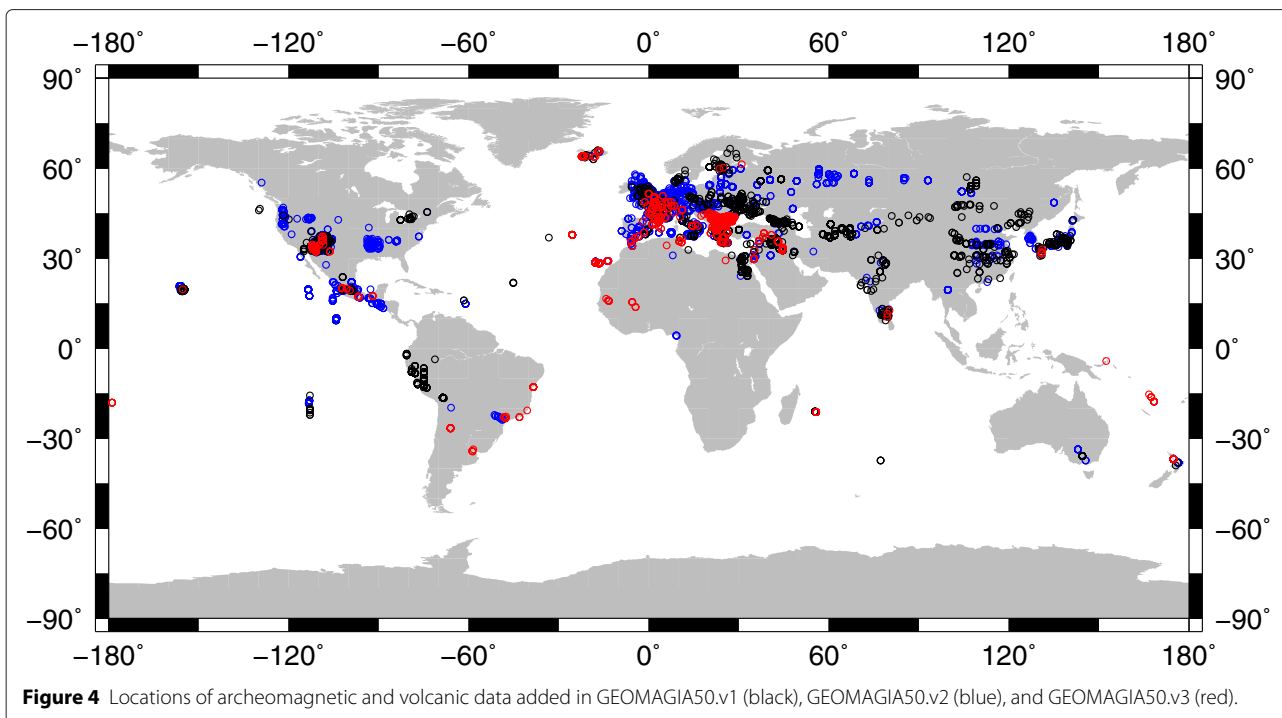 −180˚ −120˚ −60˚ 0˚ 60˚ 120˚ 180˚
90˚ 90˚
60˚ 60˚
30˚ 30˚
0˚ 0˚
−30˚ −30˚
−60˚ −60˚
−90˚ −90˚
−180˚ −120˚ −60˚ 0˚ 60˚ 120˚ 180˚
Figure 4 Locations of archeomagnetic and volcanic data added in GEOMAGIA50.v1 (black), GEOMAGIA50.v2 (blue), and GEOMAGIA50.v3 (red).